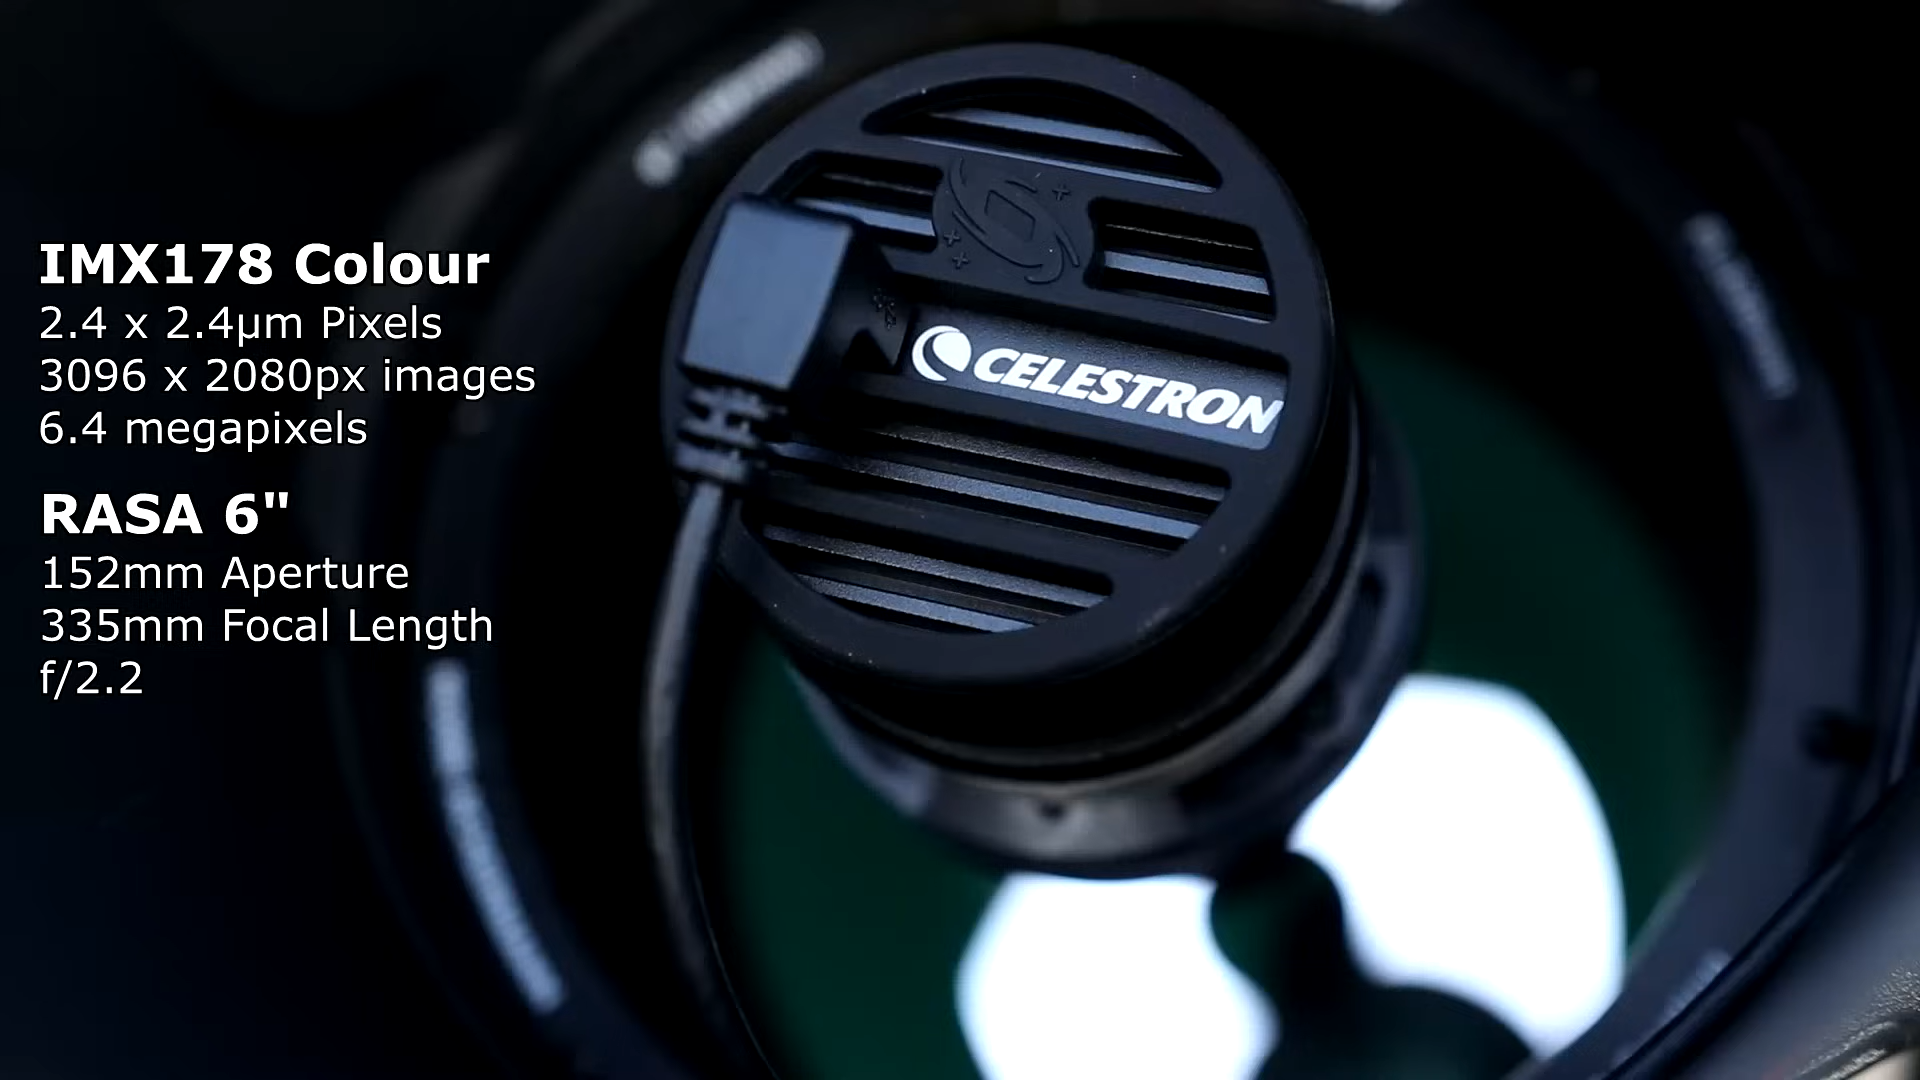 IMX178 Colour
2.4 x 2.4µm Pixels
3096 x 2080px images
6.4 megapixels
RASA 6"
152mm Aperture
335mm Focal Length
f/2.2
CELESTRON